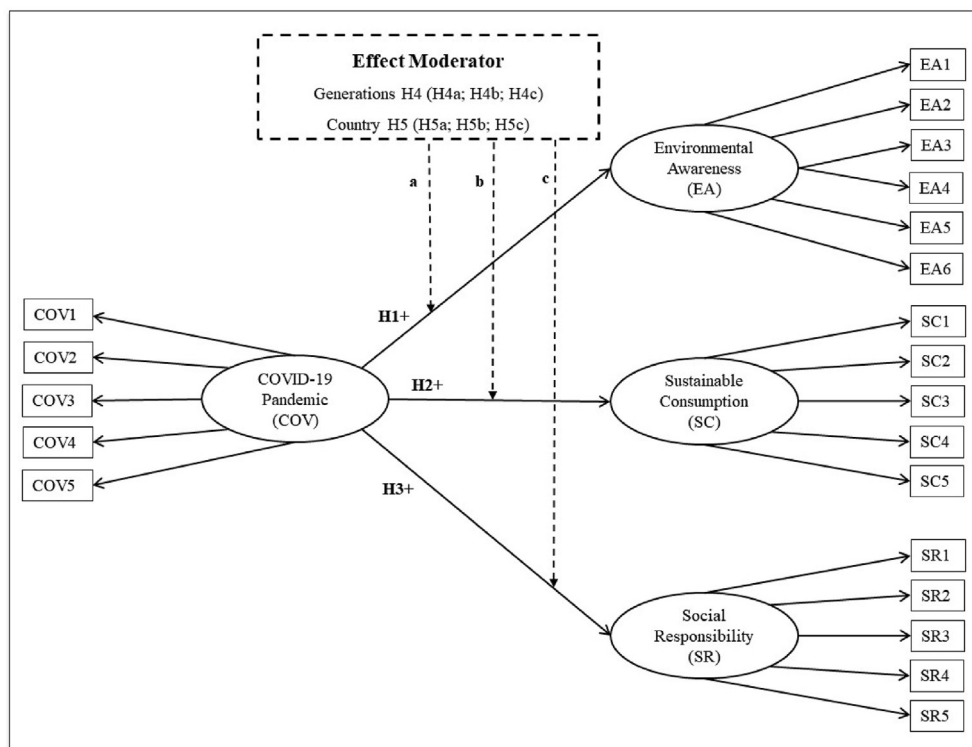 Effect Moderator
Generations H4 (H4a; H4b; H4c)
Country H5 (H5a; H5b; H5c)
a
b
c
H1+
H2+
H3+
COV1
COV2
COV3
COV4
COV5
COVID-19
Pandemic
(COV)
Environmental
Awareness
(EA)
EA1
EA2
EA3
EA4
EA5
EA6
Sustainable
Consumption
(SC)
SC1
SC2
SC3
SC4
SC5
Social
Responsibility
(SR)
SR1
SR2
SR3
SR4
SR5